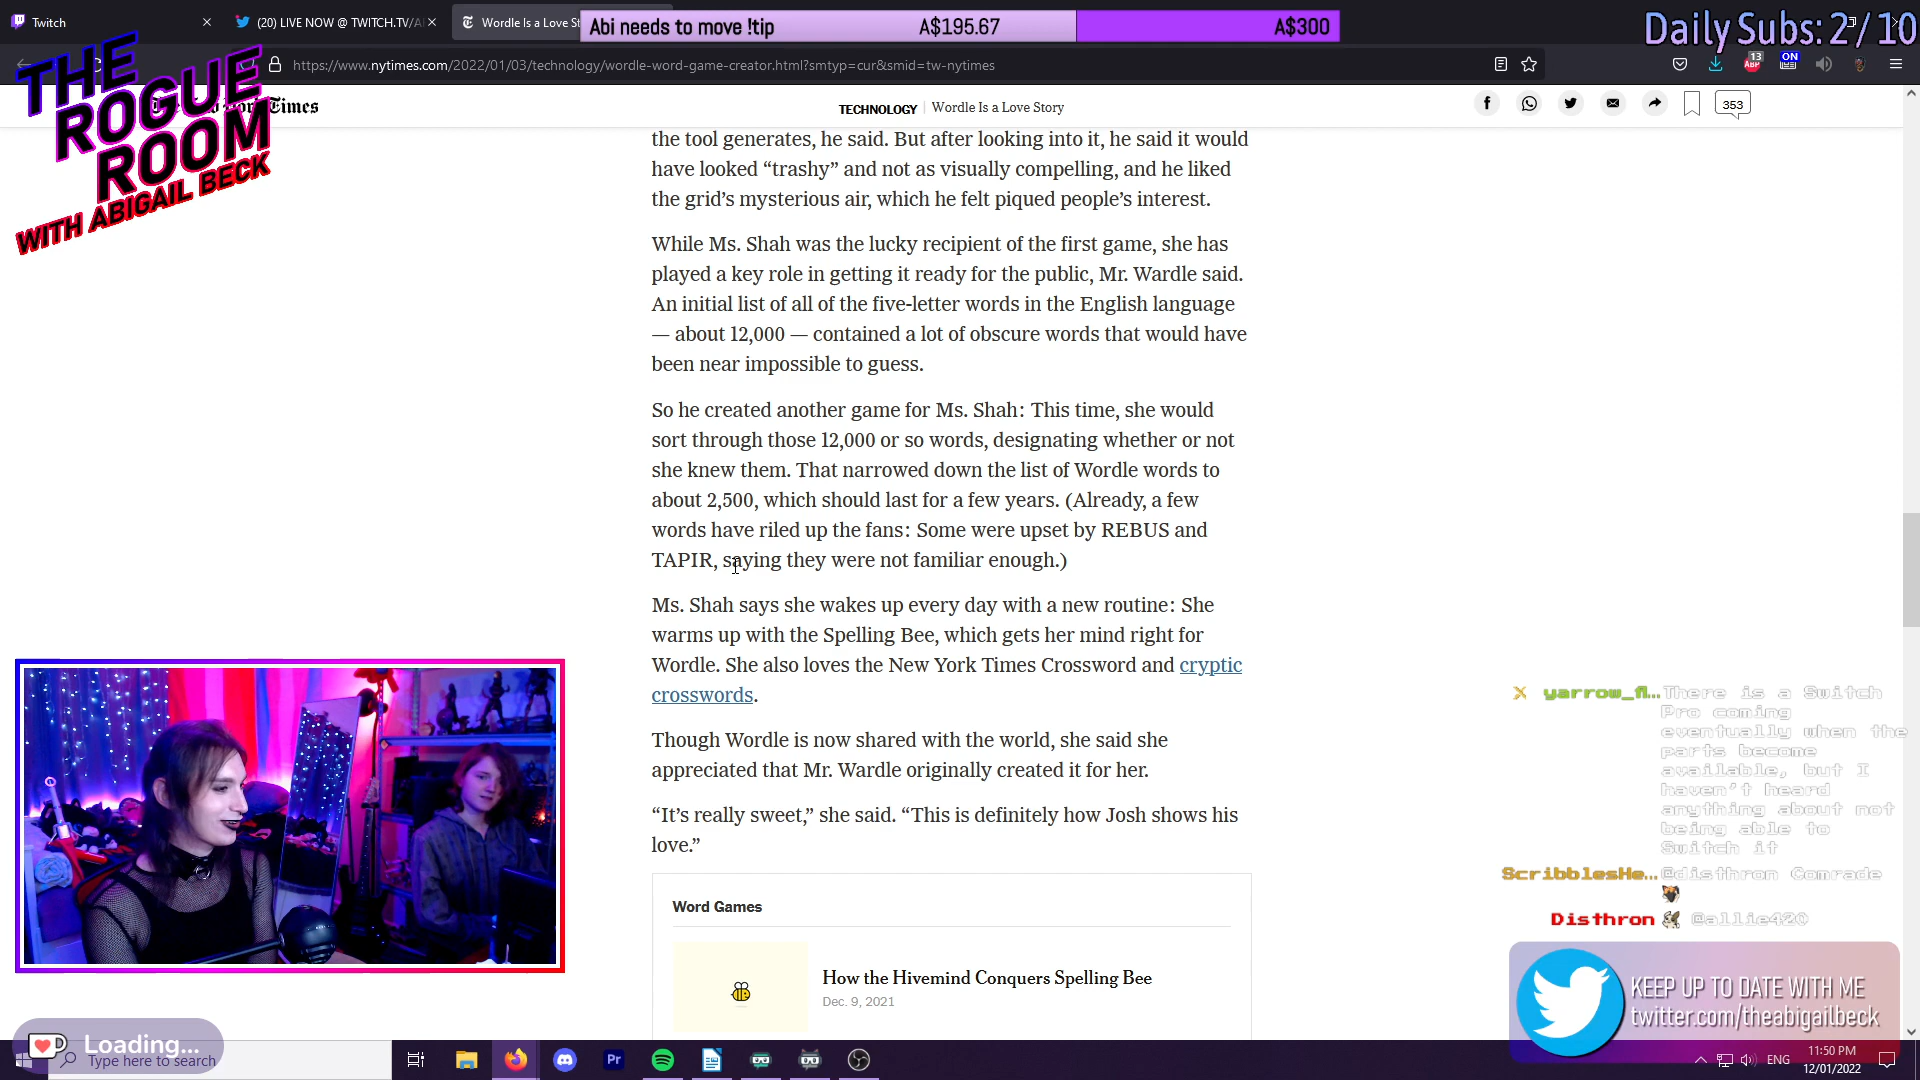 Twitch
(20) LIVE NOW @ TWITCH.TV/A
Wordle Is a Love St
Abi needs to move !tip
A$195.67
A$300
Daily Subs: 2/10
https://www.nytimes.com/2022/01/03/technology/wordle-word-game-creator.html?smtyp=cur&smid=tw-nytimes
13
ON
THE
ROGUE
ROOM
WITH ABIGAIL BECK
Times
TECHNOLOGY | Wordle Is a Love Story
353
the tool generates, he said. But after looking into it, he said it would
have looked “trashy” and not as visually compelling, and he liked
the grid’s mysterious air, which he felt piqued people’s interest.
While Ms. Shah was the lucky recipient of the first game, she has
played a key role in getting it ready for the public, Mr. Wardle said.
An initial list of all of the five-letter words in the English language
— about 12,000 — contained a lot of obscure words that would have
been near impossible to guess.
So he created another game for Ms. Shah: This time, she would
sort through those 12,000 or so words, designating whether or not
she knew them. That narrowed down the list of Wordle words to
about 2,500, which should last for a few years. (Already, a few
words have riled up the fans: Some were upset by REBUS and
TAPIR, saying they were not familiar enough.)
Ms. Shah says she wakes up every day with a new routine: She
warms up with the Spelling Bee, which gets her mind right for
Wordle. She also loves the New York Times Crossword and cryptic
crosswords.
Though Wordle is now shared with the world, she said she
appreciated that Mr. Wardle originally created it for her.
“It’s really sweet,” she said. “This is definitely how Josh shows his
love.”
Word Games
How the Hivemind Conquers Spelling Bee
Dec. 9, 2021
yarrow_fl... There is a Switch
Pro coming
eventually when the
parts become
available, but I
haven't heard
anything about not
being able to
Switch it
ScribblesHe... @disthron Comrade
Disthron @allie420
KEEP UP TO DATE WITH ME
twitter.com/theabigailbeck
Loading...
Type here to search
Pr
ENG
11:50 PM
12/01/2022